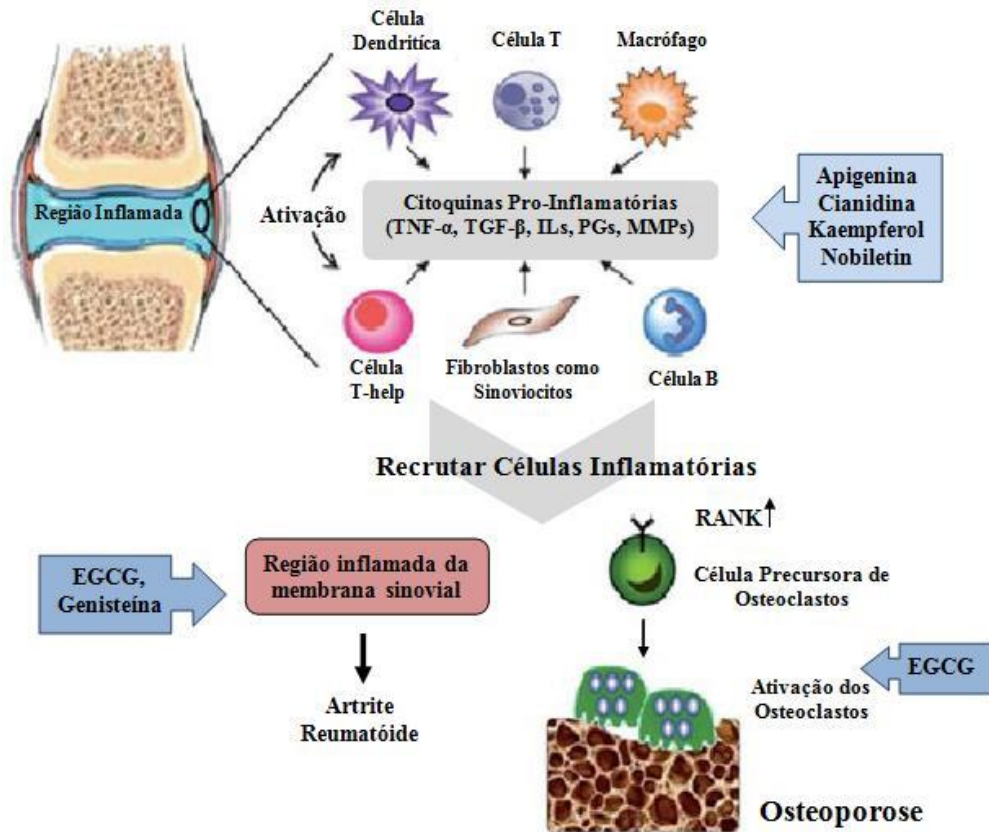 Célula
Dendritíca
Célula T
Macrófago
Região Inflamada
Ativação
Citoquinas Pro-Inflamatórias
(TNF-α, TGF-β, ILs, PGs, MMPs)
Apigenina
Cianidina
Kaempferol
Nobiletin
Célula
T-help
Fibroblastos como
Sinoviocitos
Célula B
Recrutar Células Inflamatórias
RANK
EGCG,
Genisteína
Região inflamada da
membrana sinovial
Célula Precursora de
Osteoclastos
Artrite
Reumatóide
Ativação dos
Osteoclastos
EGCG
Osteoporose